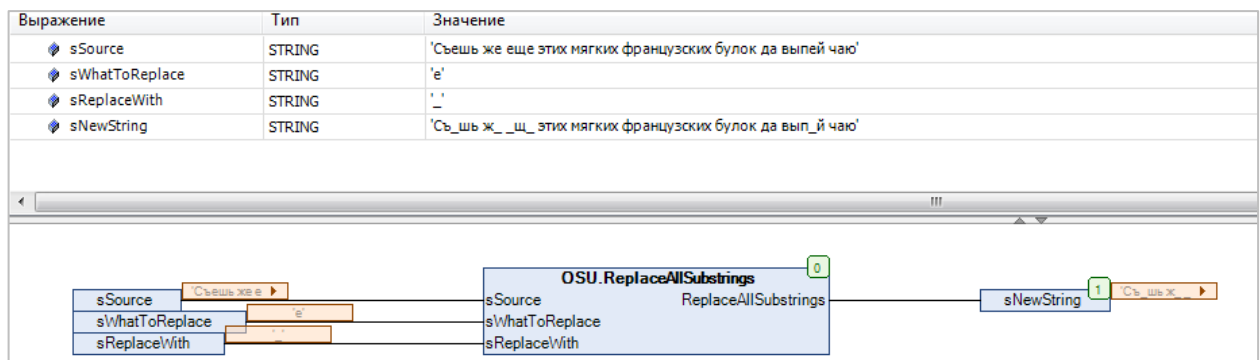 Выражение Тип Значение
sSource STRING 'Съешь же еще этих мягких французских булок да выпей чаю'
sWhatToReplace STRING 'е'
sReplaceWith STRING '_'
sNewString STRING 'Съ_шь ж_ _щ_ этих мягких французских булок да вып_й чаю'
OSU.ReplaceAllSubstrings 0
sSource 'Съешь же е sSource ReplaceAllSubstrings sNewString 1 'Съ_шь ж_ _
sWhatToReplace 'е' sWhatToReplace
sReplaceWith '_' sReplaceWith